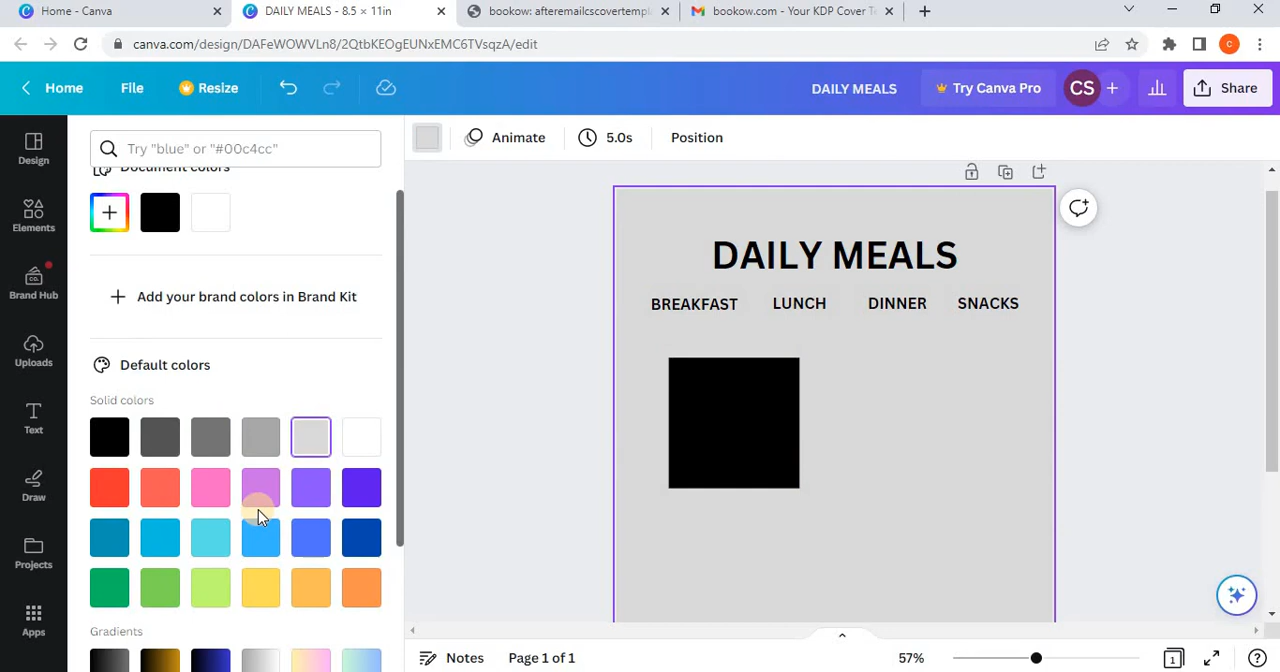 Home - Canva
DAILY MEALS - 8.5 × 11in
bookow: afteremailcscovertempl
bookow.com - Your KDP Cover Te
canva.com/design/DAFeWOWVLn8/2QtbKEOgEUNxEMC6TVsqzA/edit
C
Home
File
Resize
DAILY MEALS
Try Canva Pro
CS
Share
Design
Elements
Brand Hub
Uploads
Text
Draw
Projects
Apps
Try "blue" or "#00c4cc"
Document colors
Add your brand colors in Brand Kit
Default colors
Solid colors
Gradients
Animate
5.0s
Position
DAILY MEALS
BREAKFAST LUNCH DINNER SNACKS
Notes
Page 1 of 1
57%
1